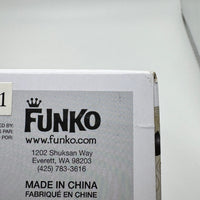 1
FUNKO
www.funko.com
1202 Shuksan Way
Everett, WA 98203
(425) 783-3616
MADE IN CHINA
FABRIQUÉ EN CHINE